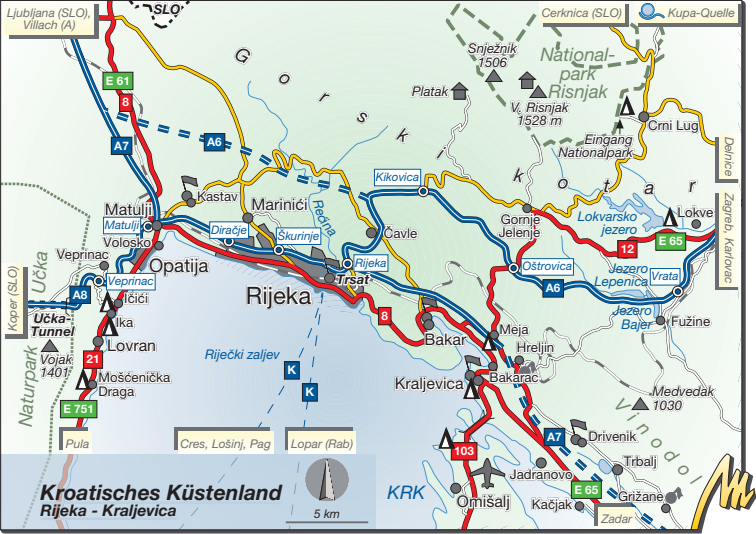 Ljubljana (SLO),
Villach (A)
SLO
Cerknica (SLO)
Kupa-Quelle
Gorski kotar
Snježnik
1506
National-
park
Risnjak
Platak
V. Risnjak
1528 m
E 61
8
A7
A6
Crni Lug
Eingang
Nationalpark
Delnice
Kikovica
Kastav
Marinići
Rečina
Matulji
Matulji
Diračje
Škurinje
Čavle
Gornje
Jelenje
Lokvarsko
jezero
Lokve
12
E 65
Zagreb, Karlovac
Volosko
Veprinac
Opatija
Rijeka
Trsat
Rijeka
Oštrovica
A6
Jezero
Lepenica
Vrata
Koper (SLO)
Učka
A8
Veprinac
Ičići
Učka-
Tunnel
Ika
Vojak
1401
Lovran
Riječki zaljev
8
Bakar
Meja
Hreljin
Jezero
Bajer
Fužine
21
Mošćenička
Draga
E 751
Naturpark
K
K
Kraljevica
Bakarac
Medvedak
1030
Vinodol
Pula
Cres, Lošinj, Pag
Lopar (Rab)
103
A7
Drivenik
Trbalj
Jadranovo
Grižane
KRK
Omišalj
Kačjak
E 65
Zadar
Kroatisches Küstenland
Rijeka - Kraljevica
5 km